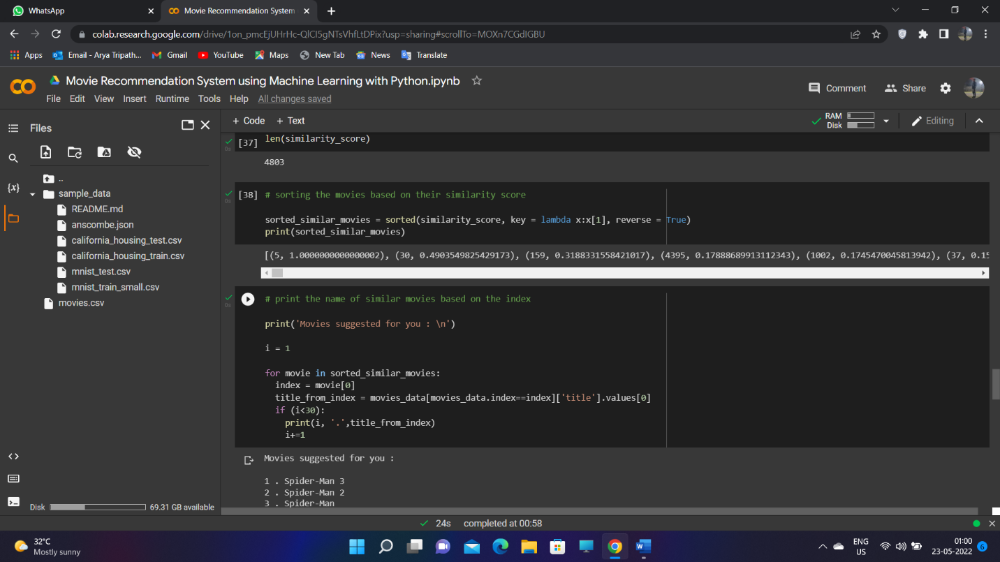 WhatsApp
Movie Recommendation System
colab.research.google.com/drive/1on_pmcEjUHrHc-QlCI5gNTsVhfLtDPix?usp=sharing#scrollTo=MOXn7CGdIGBU
Apps Email - Arya Tripath... Gmail YouTube Maps New Tab News Translate
Movie Recommendation System using Machine Learning with Python.ipynb
File Edit View Insert Runtime Tools Help All changes saved
Comment Share
Files
+ Code + Text
RAM
Disk
Editing
[37] len(similarity_score)
0s
4803
..
sample_data
README.md
anscombe.json
california_housing_test.csv
california_housing_train.csv
mnist_test.csv
mnist_train_small.csv
movies.csv
{x}
[38] # sorting the movies based on their similarity score
0s
sorted_similar_movies = sorted(similarity_score, key = lambda x:x[1], reverse = True)
print(sorted_similar_movies)
[(5, 1.0000000000000002), (30, 0.4903549825429173), (159, 0.3188331558421017), (4395, 0.17888689913112343), (1002, 0.1745470045813942), (37, 0.15
# print the name of similar movies based on the index
0s
print('Movies suggested for you : \n')
i = 1
for movie in sorted_similar_movies:
  index = movie[0]
  title_from_index = movies_data[movies_data.index==index]['title'].values[0]
  if (i<30):
    print(i, '.',title_from_index)
    i+=1
Movies suggested for you :
1 . Spider-Man 3
2 . Spider-Man 2
3 . Spider-Man
Disk 69.31 GB available
24s completed at 00:58
32°C
Mostly sunny
ENG
US
01:00
23-05-2022
6